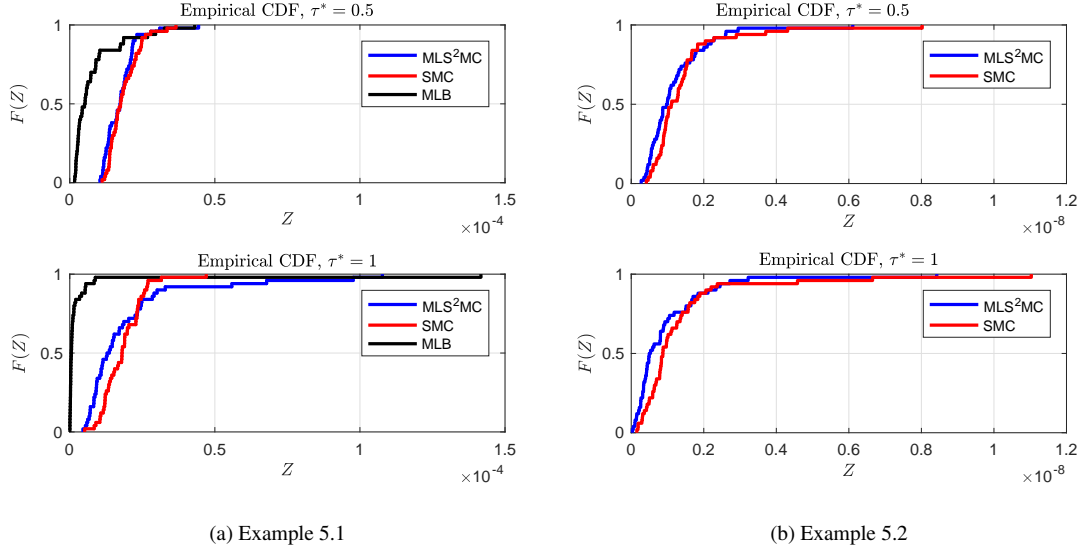 Empirical CDF, τ* = 0.5
F(Z)
1
0.5
0
MLS²MC
SMC
MLB
0 0.5 1 1.5
×10⁻⁴
Z
Empirical CDF, τ* = 0.5
F(Z)
1
0.5
0
MLS²MC
SMC
0 0.2 0.4 0.6 0.8 1 1.2
×10⁻⁸
Z
Empirical CDF, τ* = 1
F(Z)
1
0.5
0
MLS²MC
SMC
MLB
0 0.5 1 1.5
×10⁻⁴
Z
Empirical CDF, τ* = 1
F(Z)
1
0.5
0
MLS²MC
SMC
0 0.2 0.4 0.6 0.8 1 1.2
×10⁻⁸
Z
(a) Example 5.1
(b) Example 5.2